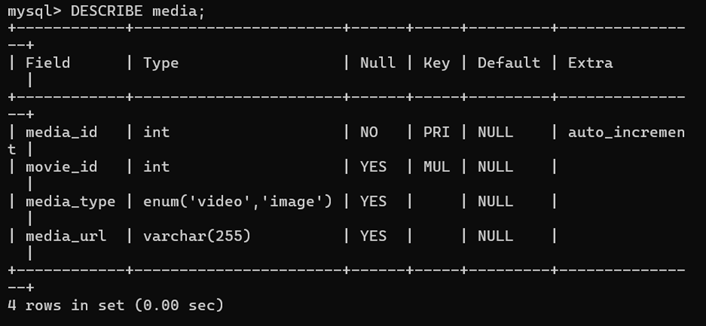 mysql> DESCRIBE media;
+------------+-----------------------+------+-----+---------+--------------
--+
| Field      | Type                  | Null | Key | Default | Extra
  |
+------------+-----------------------+------+-----+---------+--------------
--+
| media_id   | int                   | NO   | PRI | NULL    | auto_incremen
t |
| movie_id   | int                   | YES  | MUL | NULL    |
  |
| media_type | enum('video','image') | YES  |     | NULL    |
  |
| media_url  | varchar(255)          | YES  |     | NULL    |
  |
+------------+-----------------------+------+-----+---------+--------------
--+
4 rows in set (0.00 sec)